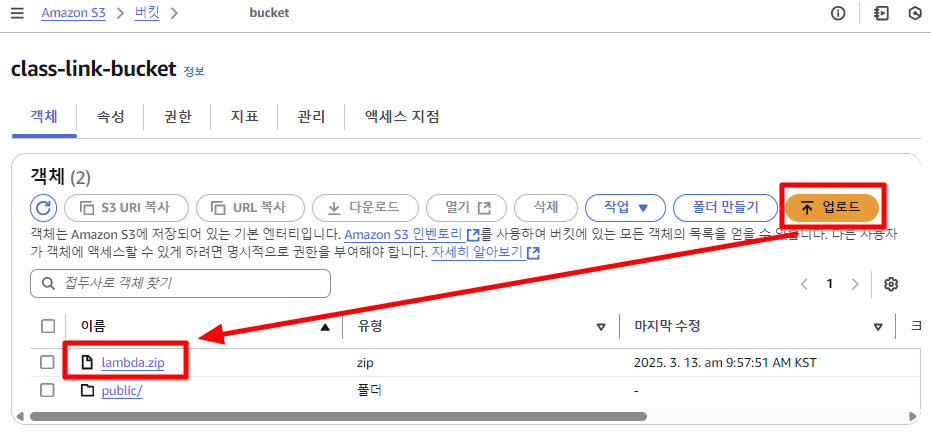 Amazon S3 > 버킷 > bucket
class-link-bucket 정보
객체 속성 권한 지표 관리 액세스 지점
객체 (2)
S3 URI 복사 URL 복사 다운로드 열기 삭제 작업 폴더 만들기 업로드
객체는 Amazon S3에 저장되어 있는 기본 엔터티입니다. Amazon S3 인벤토리를 사용하여 버킷에 있는 모든 객체의 목록을 얻을 수 있습니다. 다른 사용자
가 객체에 액세스할 수 있게 하려면 명시적으로 권한을 부여해야 합니다. 자세히 알아보기
접두사로 객체 찾기
1
이름 유형 마지막 수정 크
lambda.zip zip 2025. 3. 13. am 9:57:51 AM KST
public/ 폴더 -